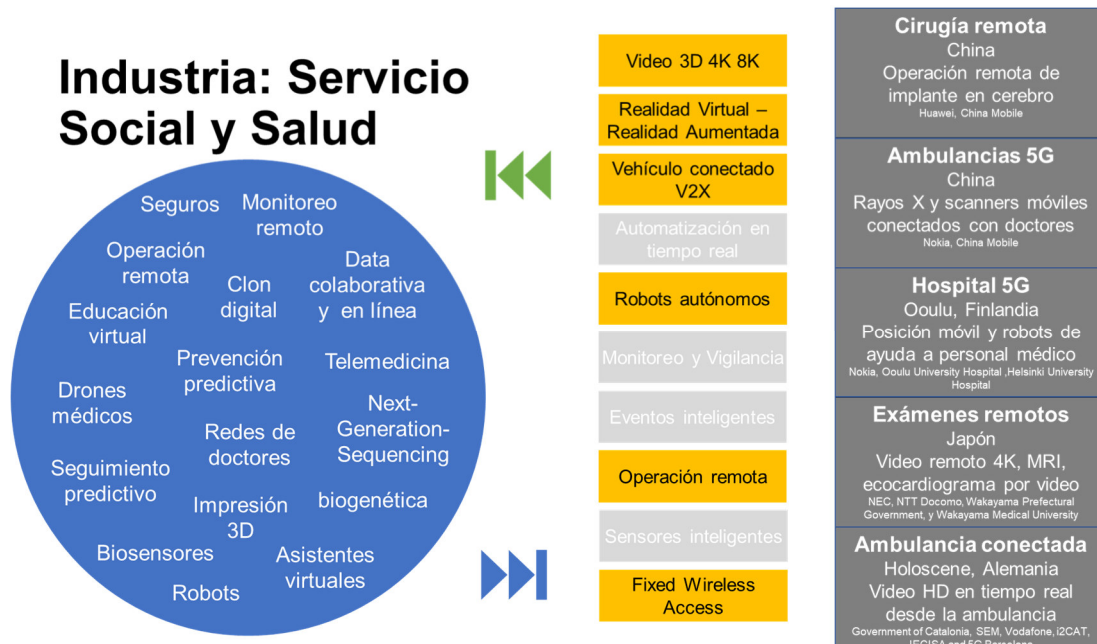 Industria: Servicio
Social y Salud
Seguros
Monitoreo
remoto
Operación
remota
Clon
digital
Data
colaborativa
y en línea
Educación
virtual
Prevención
predictiva
Telemedicina
Drones
médicos
Redes de
doctores
Next-
Generation-
Sequencing
Seguimiento
predictivo
Impresión
3D
biogenética
Biosensores
Asistentes
virtuales
Robots
Video 3D 4K 8K
Realidad Virtual –
Realidad Aumentada
Vehículo conectado
V2X
Automatización en
tiempo real
Robots autónomos
Monitoreo y Vigilancia
Eventos inteligentes
Operación remota
Sensores inteligentes
Fixed Wireless
Access
Cirugía remota
China
Operación remota de
implante en cerebro
Huawei, China Mobile
Ambulancias 5G
China
Rayos X y scanners móviles
conectados con doctores
Nokia, China Mobile
Hospital 5G
Ooulu, Finlandia
Posición móvil y robots de
ayuda a personal médico
Nokia, Ooulu University Hospital ,Helsinki University
Hospital
Exámenes remotos
Japón
Video remoto 4K, MRI,
ecocardiograma por video
NEC, NTT Docomo, Wakayama Prefectural
Government, y Wakayama Medical University
Ambulancia conectada
Holoscene, Alemania
Video HD en tiempo real
desde la ambulancia
Government of Catalonia, SEM, Vodafone, i2CAT,